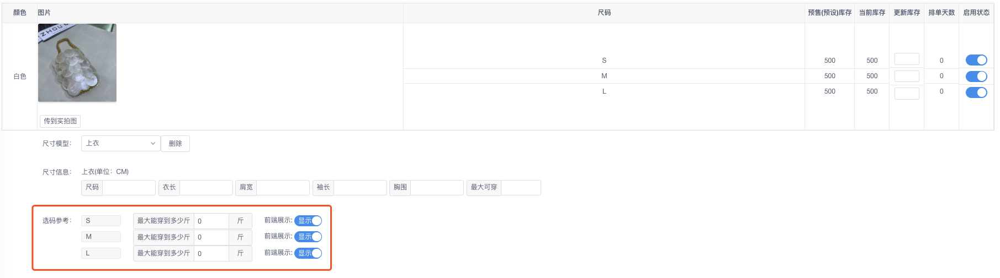 颜色 图片 尺码 预售(预设)库存 当前库存 更新库存 排单天数 启用状态
ZHOU M
白色
S 500 500 0
M 500 500 0
L 500 500 0
传到实拍图
尺寸模型: 上衣 删除
尺寸信息: 上衣(单位: CM)
尺码 衣长 肩宽 袖长 胸围 最大可穿
选码参考: S 最大能穿到多少斤 0 斤 前端展示: 显示
M 最大能穿到多少斤 0 斤 前端展示: 显示
L 最大能穿到多少斤 0 斤 前端展示: 显示